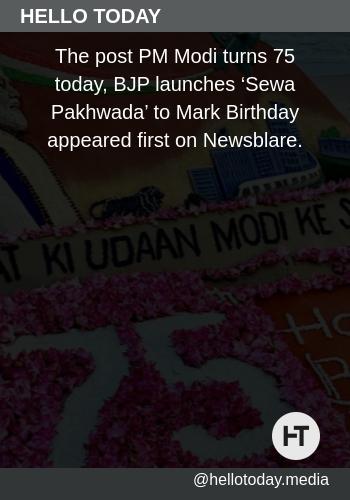 HELLO TODAY
The post PM Modi turns 75
today, BJP launches ‘Sewa
Pakhwada’ to Mark Birthday
appeared first on Newsblare.
AT KI UDAAN MODI KE S
75
Ha
B
HT
@hellotoday.media